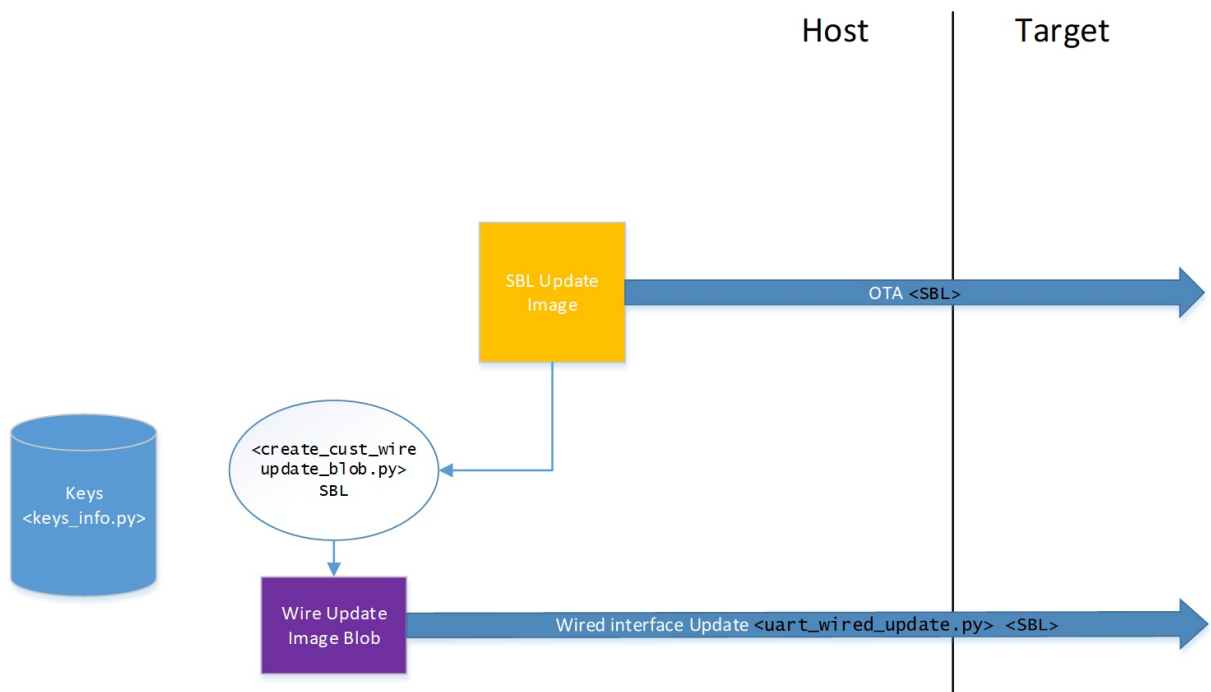 Host
Target
SBL Update
Image
OTA <SBL>
<create_cust_wire
update_blob.py>
SBL
Keys
<keys_info.py>
Wire Update
Image Blob
Wired interface Update <uart_wired_update.py> <SBL>